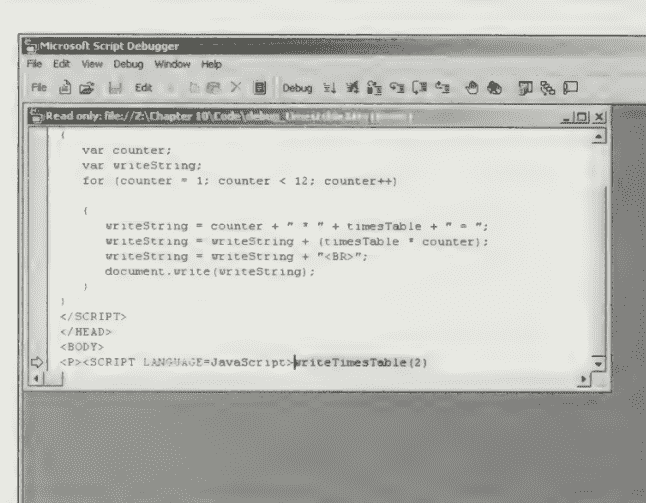 Microsoft Script Debugger
File Edit View Debug Window Help
File Edit Debug
Read only: file://Z:\Chapter 10\Code\debug
{
var counter;
var writeString;
for (counter = 1; counter < 12; counter++)
{
writeString = counter + " * " + timesTable + " = ";
writeString = writeString + (timesTable * counter);
writeString = writeString + "<BR>";
document.write(writeString);
}
}
</SCRIPT>
</HEAD>
<BODY>
<P><SCRIPT LANGUAGE=JavaScript>writeTimesTable(2)